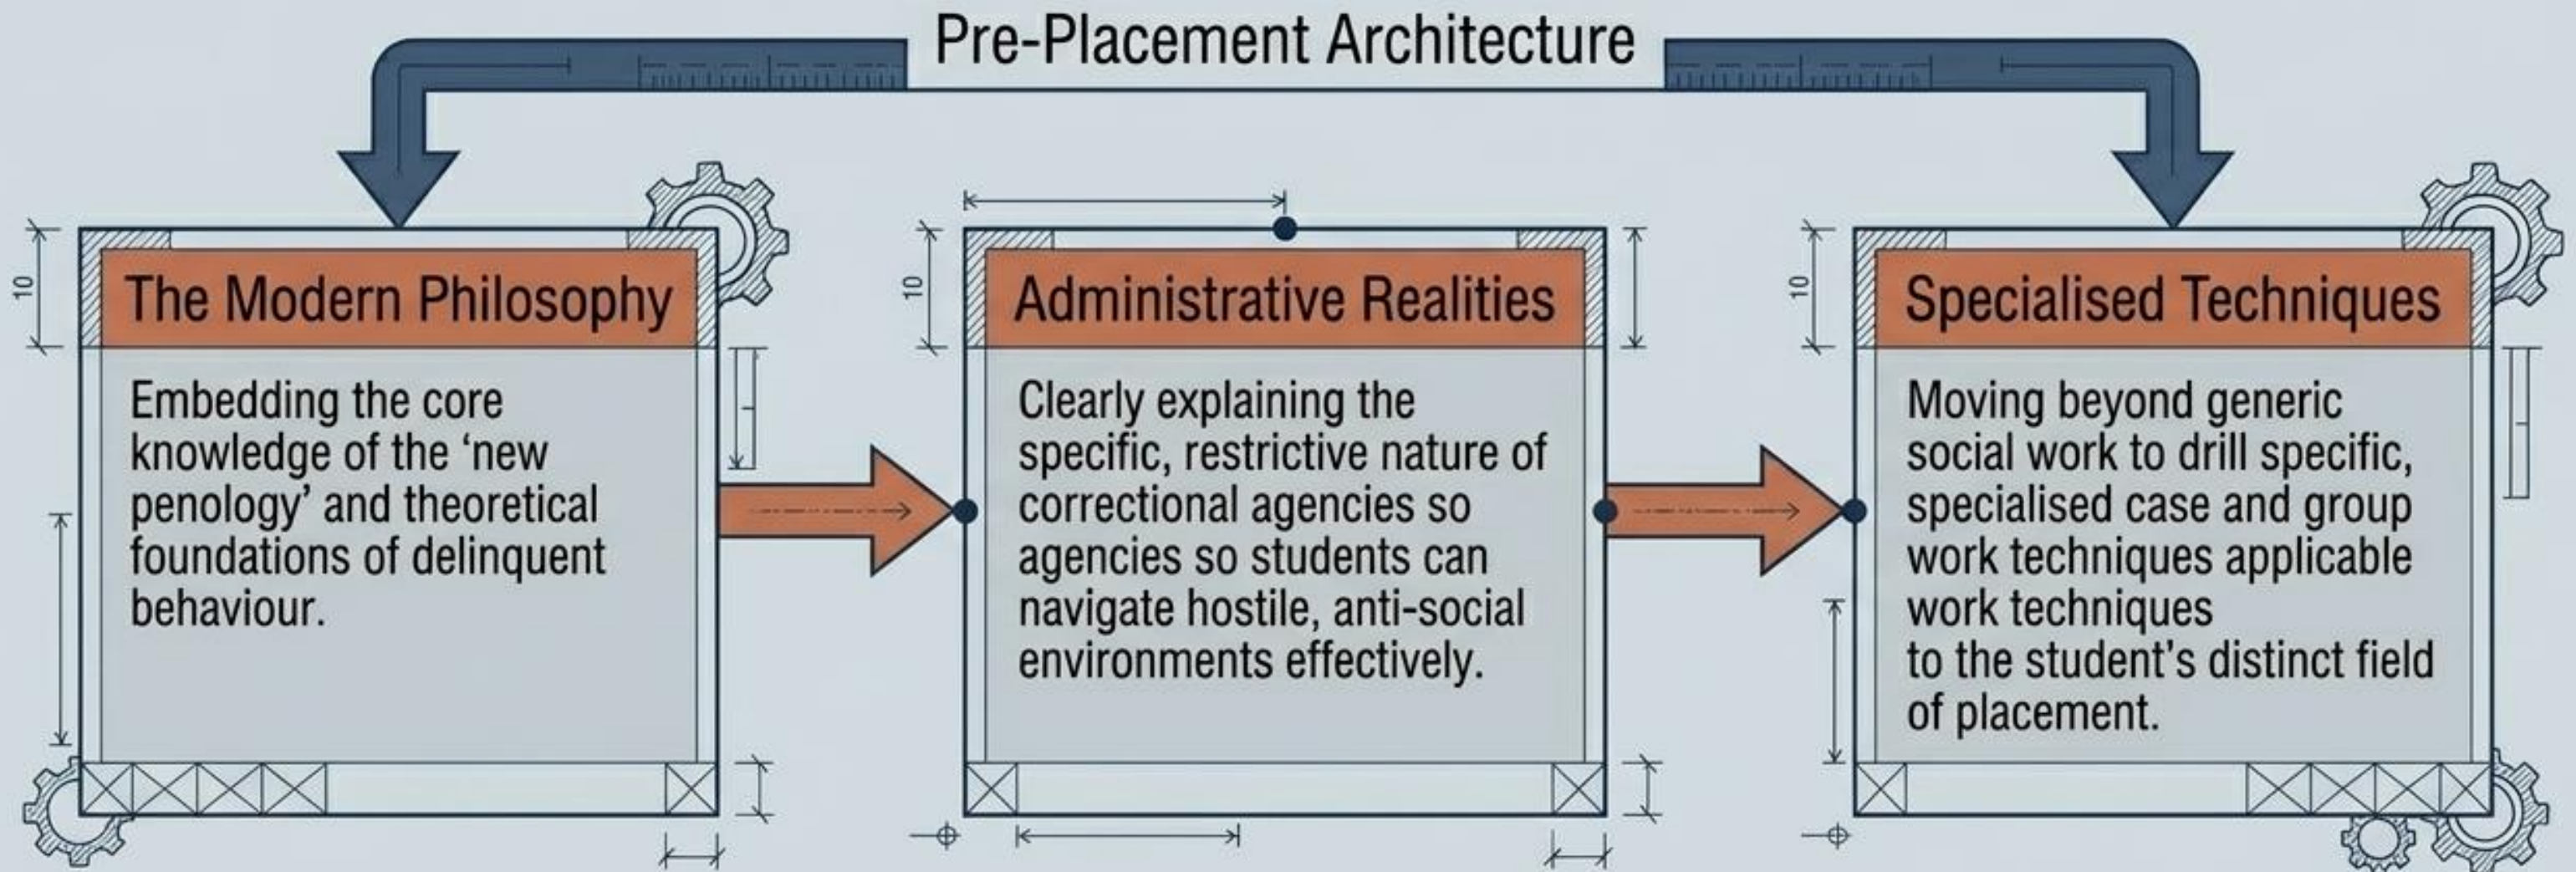 Pre-Placement Architecture
10
The Modern Philosophy
Embedding the core
knowledge of the ‘new
penology’ and theoretical
foundations of delinquent
behaviour.
10
Administrative Realities
Clearly explaining the
specific, restrictive nature of
correctional agencies so
agencies so students can
navigate hostile, anti-social
environments effectively.
10
Specialised Techniques
Moving beyond generic
social work to drill specific,
specialised case and group
work techniques applicable
work techniques
to the student's distinct field
of placement.